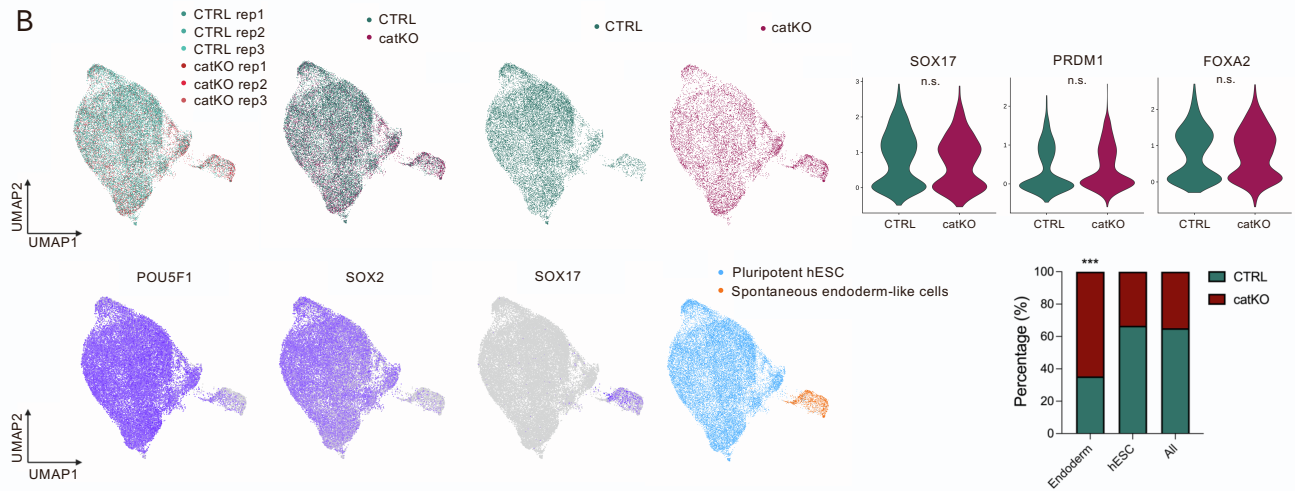 B
CTRL rep1
CTRL rep2
CTRL rep3
catKO rep1
catKO rep2
catKO rep3
CTRL
catKO
CTRL
catKO
UMAP2
UMAP1
SOX17
n.s.
3
2
1
0
CTRL catKO
PRDM1
n.s.
2
1
0
CTRL catKO
FOXA2
n.s.
2
1
0
CTRL catKO
POU5F1
SOX2
SOX17
Pluripotent hESC
Spontaneous endoderm-like cells
UMAP2
UMAP1
***
CTRL
catKO
Percentage (%)
100
80
60
40
20
0
Endoderm
hESC
All